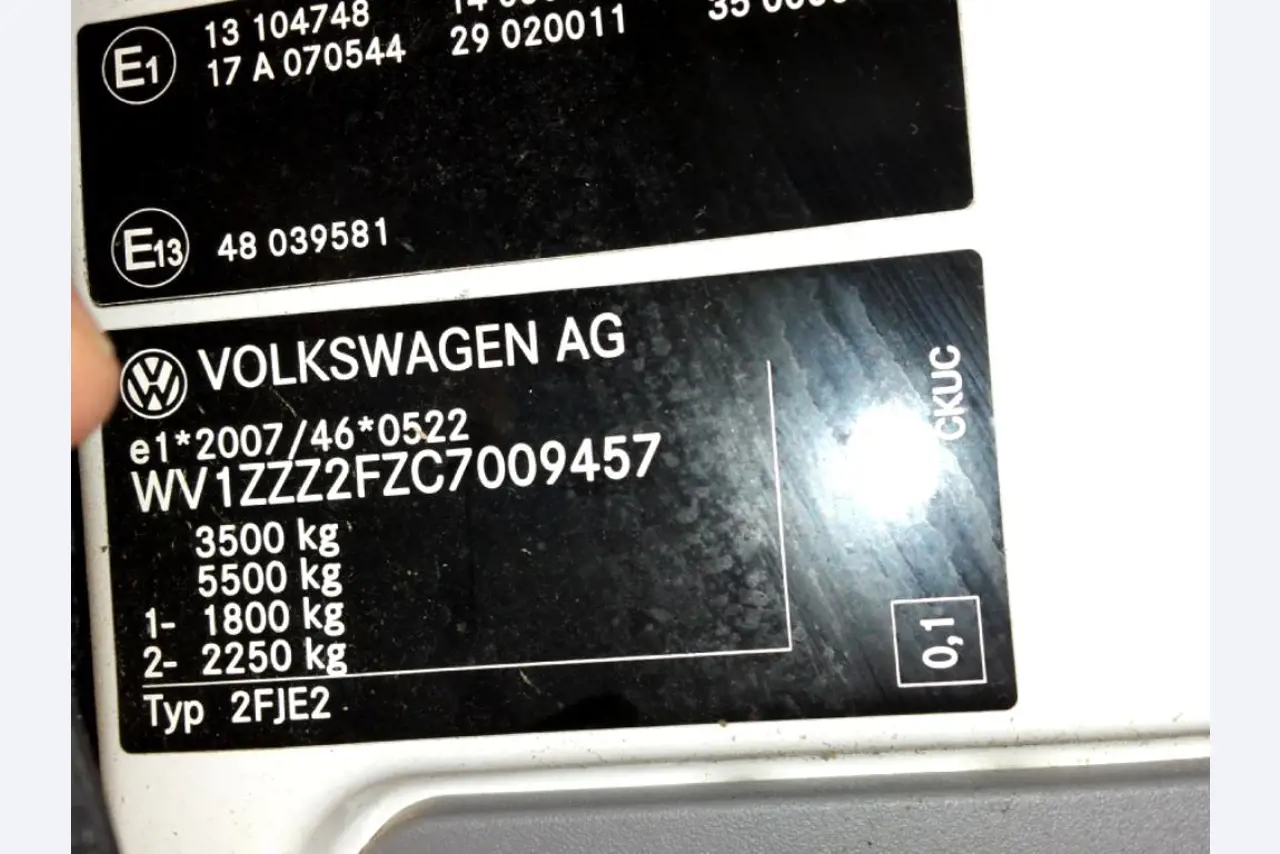 E1 13 104748
17 A 070544 29 020011
E13 48 039581
VOLKSWAGEN AG
e1*2007/46*0522
WV1ZZZ2FZC7009457
3500 kg
5500 kg
1- 1800 kg
2- 2250 kg
Typ 2FJE2
CKUC
0,1